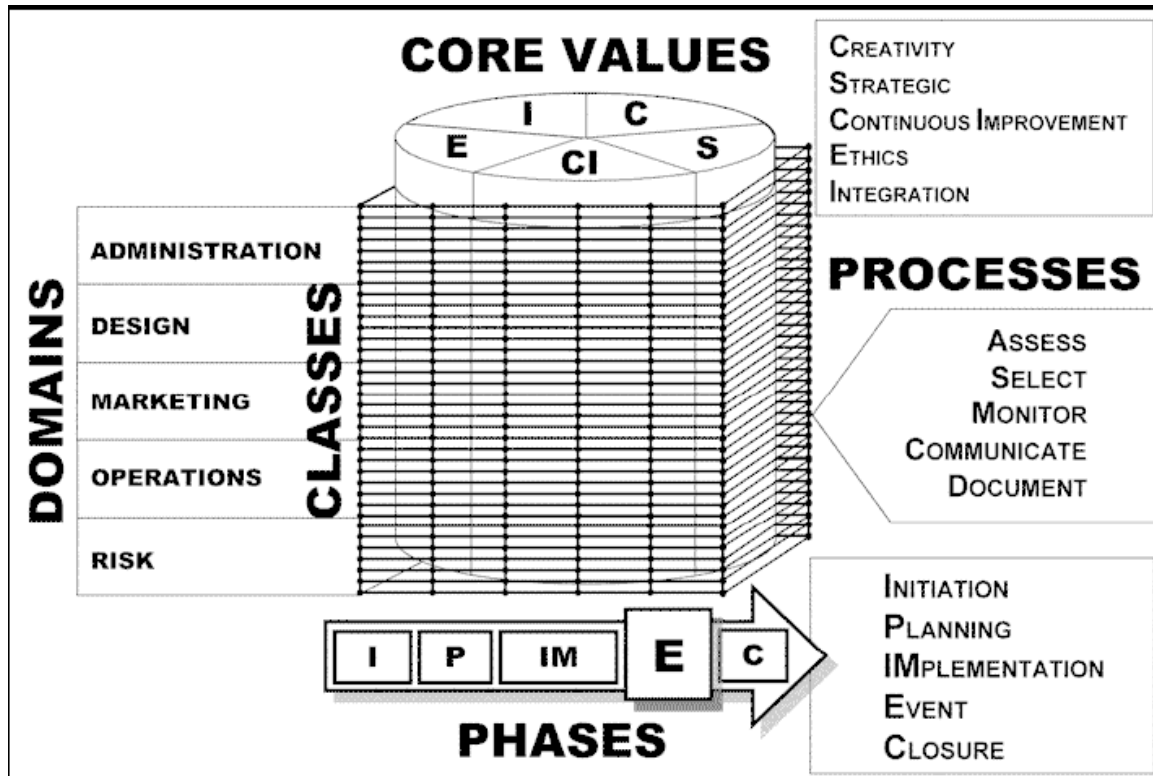 CORE VALUES
I
C
E
S
CI
CREATIVITY
STRATEGIC
CONTINUOUS IMPROVEMENT
ETHICS
INTEGRATION
DOMAINS
ADMINISTRATION
DESIGN
MARKETING
OPERATIONS
RISK
CLASSES
PROCESSES
ASSESS
SELECT
MONITOR
COMMUNICATE
DOCUMENT
I
P
IM
E
C
PHASES
INITIATION
PLANNING
IMPLEMENTATION
EVENT
CLOSURE